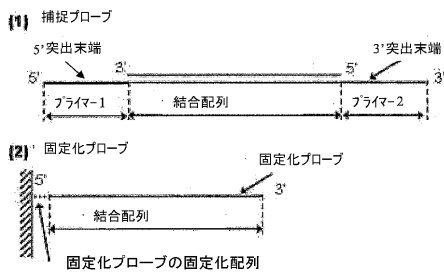 (1) 捕捉プローブ
5'突出末端 3'突出末端
5' 3' 5' 3'
プライマー1 結合配列 プライマー2
(2) 固定化プローブ
固定化プローブ
5' 3'
結合配列
固定化プローブの固定化配列